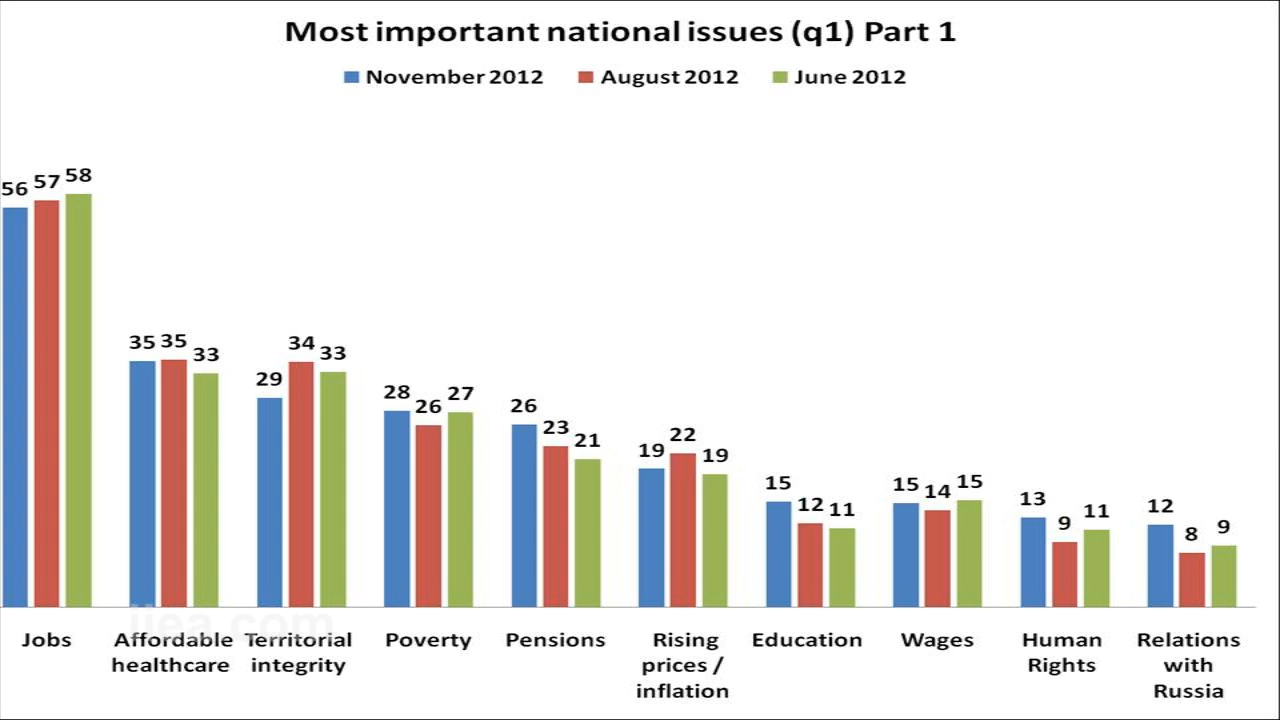 Most important national issues (q1) Part 1
November 2012 August 2012 June 2012
56 57 58
35 35 33
29 34 33
28 26 27
26 23 21
19 22 19
15 12 11
15 14 15
13 9 11
12 8 9
Jobs
Affordable healthcare
Territorial integrity
Poverty
Pensions
Rising prices / inflation
Education
Wages
Human Rights
Relations with Russia
iiea.com